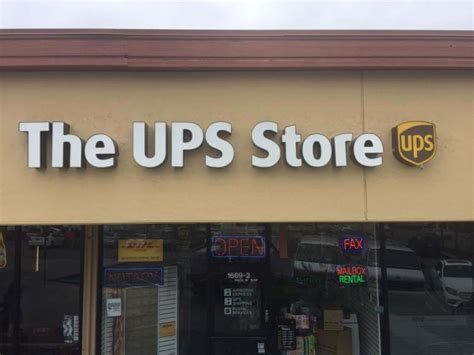 The UPS Store
ups
DHL
OPEN
FAX
NOTARY
MAILBOX
RENTAL
1669-2